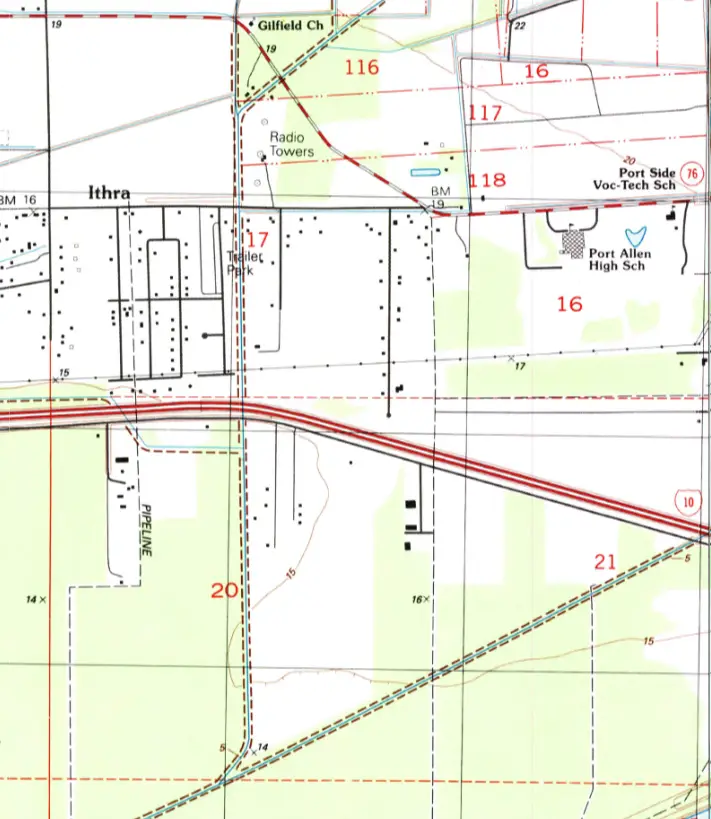 19
Gilfield Ch
22
19
116
16
117
Radio
Towers
20
Port Side
Voc-Tech Sch
76
118
BM 16
Ithra
BM
19
17
Trailer
Park
Port Allen
High Sch
16
17
15
10
PIPELINE
5
21
20
15
14
16
15
5
14